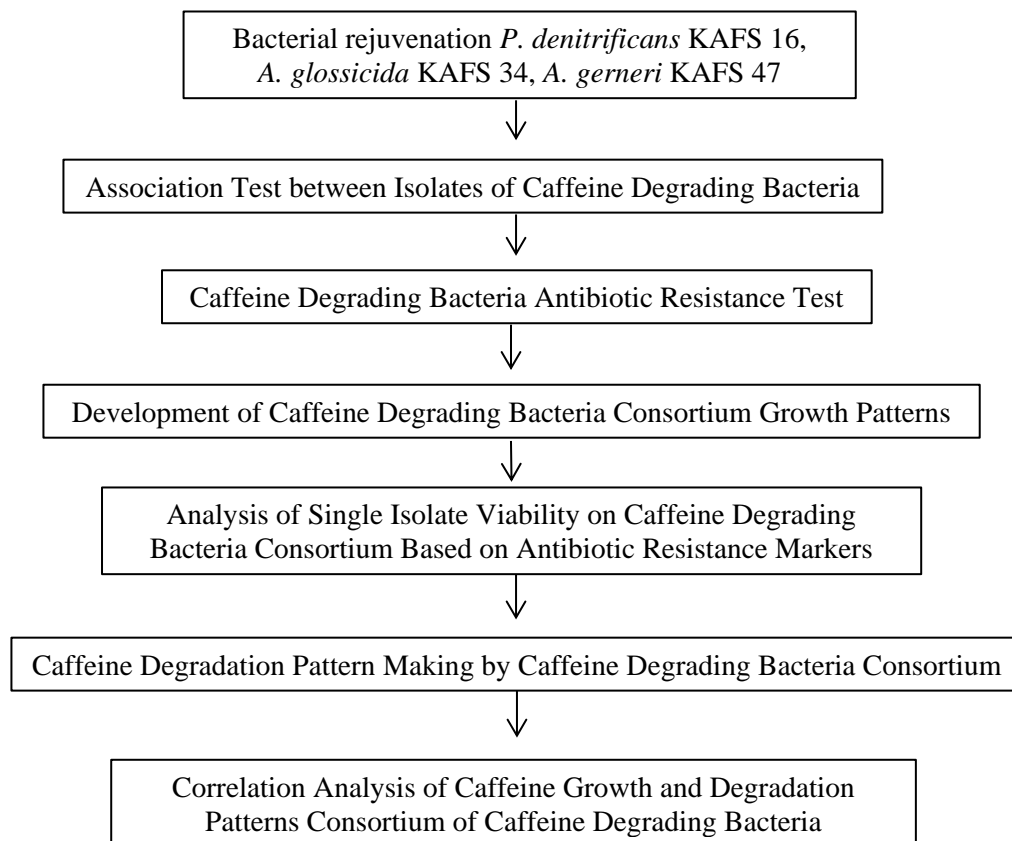 Bacterial rejuvenation P. denitrificans KAFS 16,
A. glossicida KAFS 34, A. gerneri KAFS 47
Association Test between Isolates of Caffeine Degrading Bacteria
Caffeine Degrading Bacteria Antibiotic Resistance Test
Development of Caffeine Degrading Bacteria Consortium Growth Patterns
Analysis of Single Isolate Viability on Caffeine Degrading
Bacteria Consortium Based on Antibiotic Resistance Markers
Caffeine Degradation Pattern Making by Caffeine Degrading Bacteria Consortium
Correlation Analysis of Caffeine Growth and Degradation
Patterns Consortium of Caffeine Degrading Bacteria